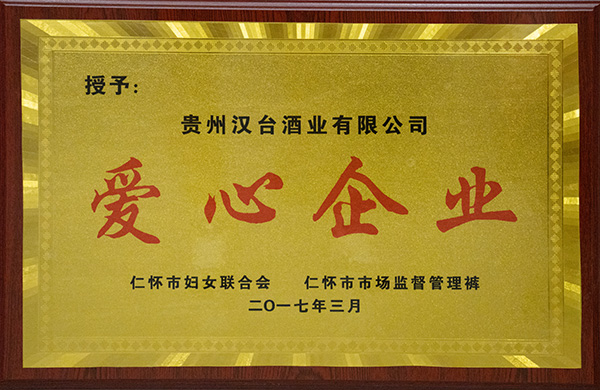 授予:
贵州汉台酒业有限公司
爱心企业
仁怀市妇女联合会 仁怀市市场监督管理裤
二〇一七年三月